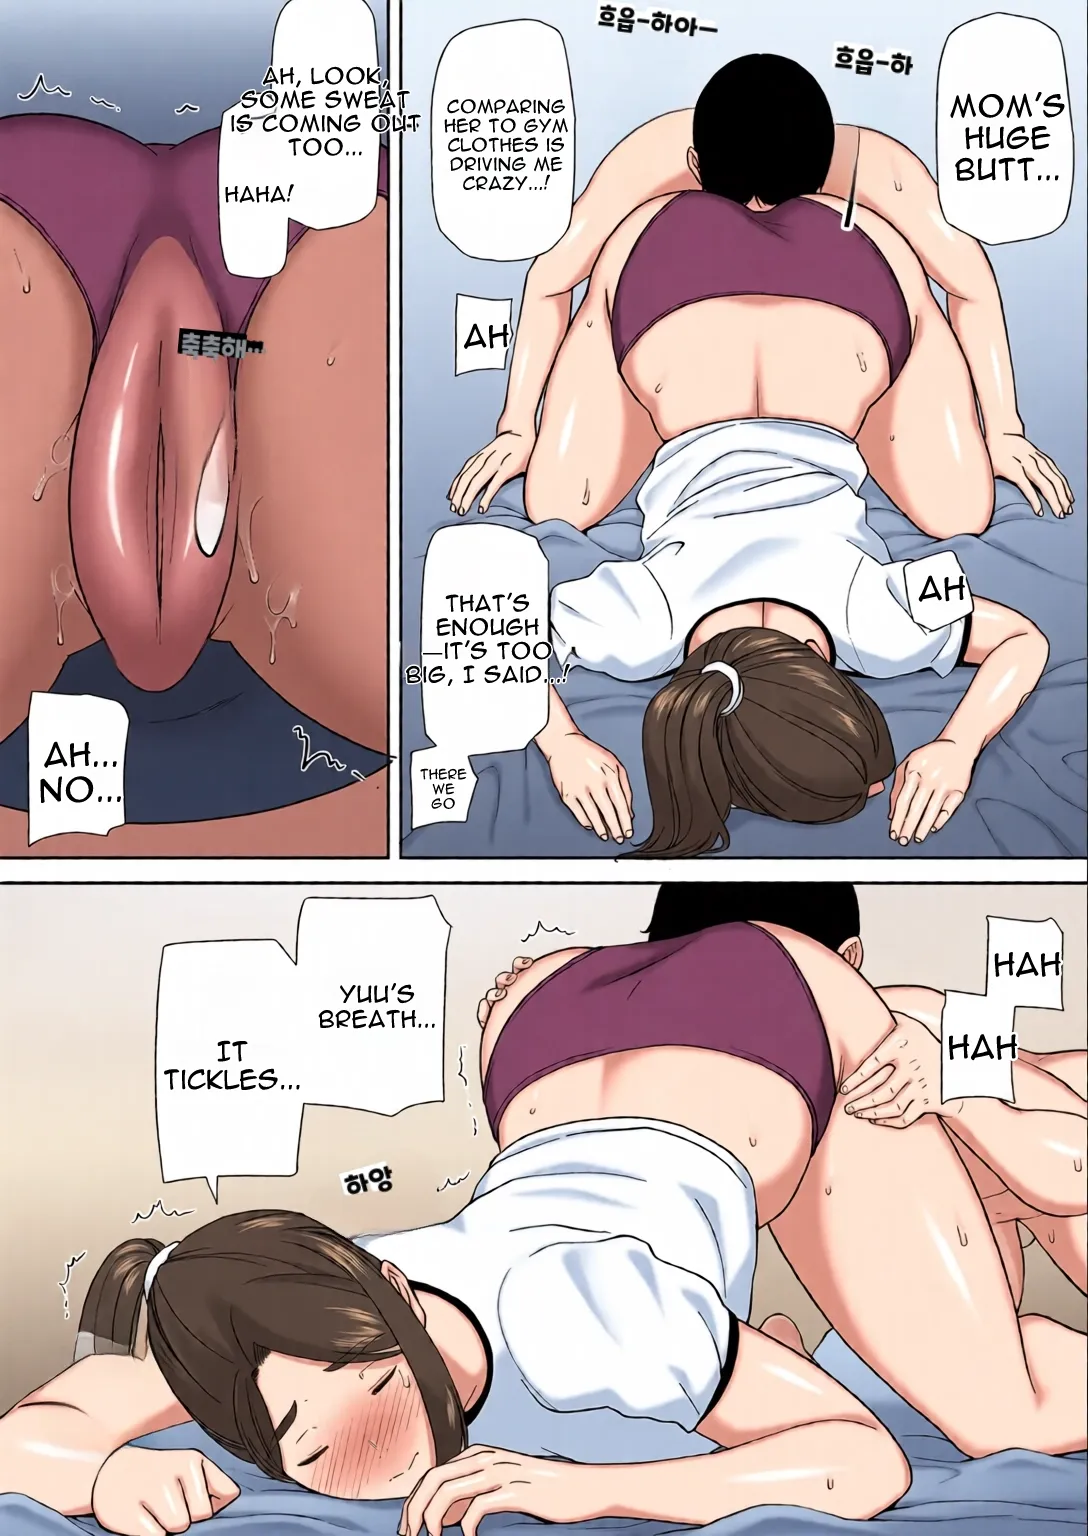 흐읍-하아-
흐읍-하
MOM'S
HUGE
BUTT...
COMPARING
HER TO GYM
CLOTHES IS
DRIVING ME
CRAZY...!
AH
AH
THAT'S
ENOUGH
—IT'S TOO
BIG, I SAID...!
THERE
WE
GO
AH, LOOK,
SOME SWEAT
IS COMING OUT
TOO...
HAHA!
축축해...
AH...
NO...
HAH
HAH
YUU'S
BREATH...
IT
TICKLES...
하앙